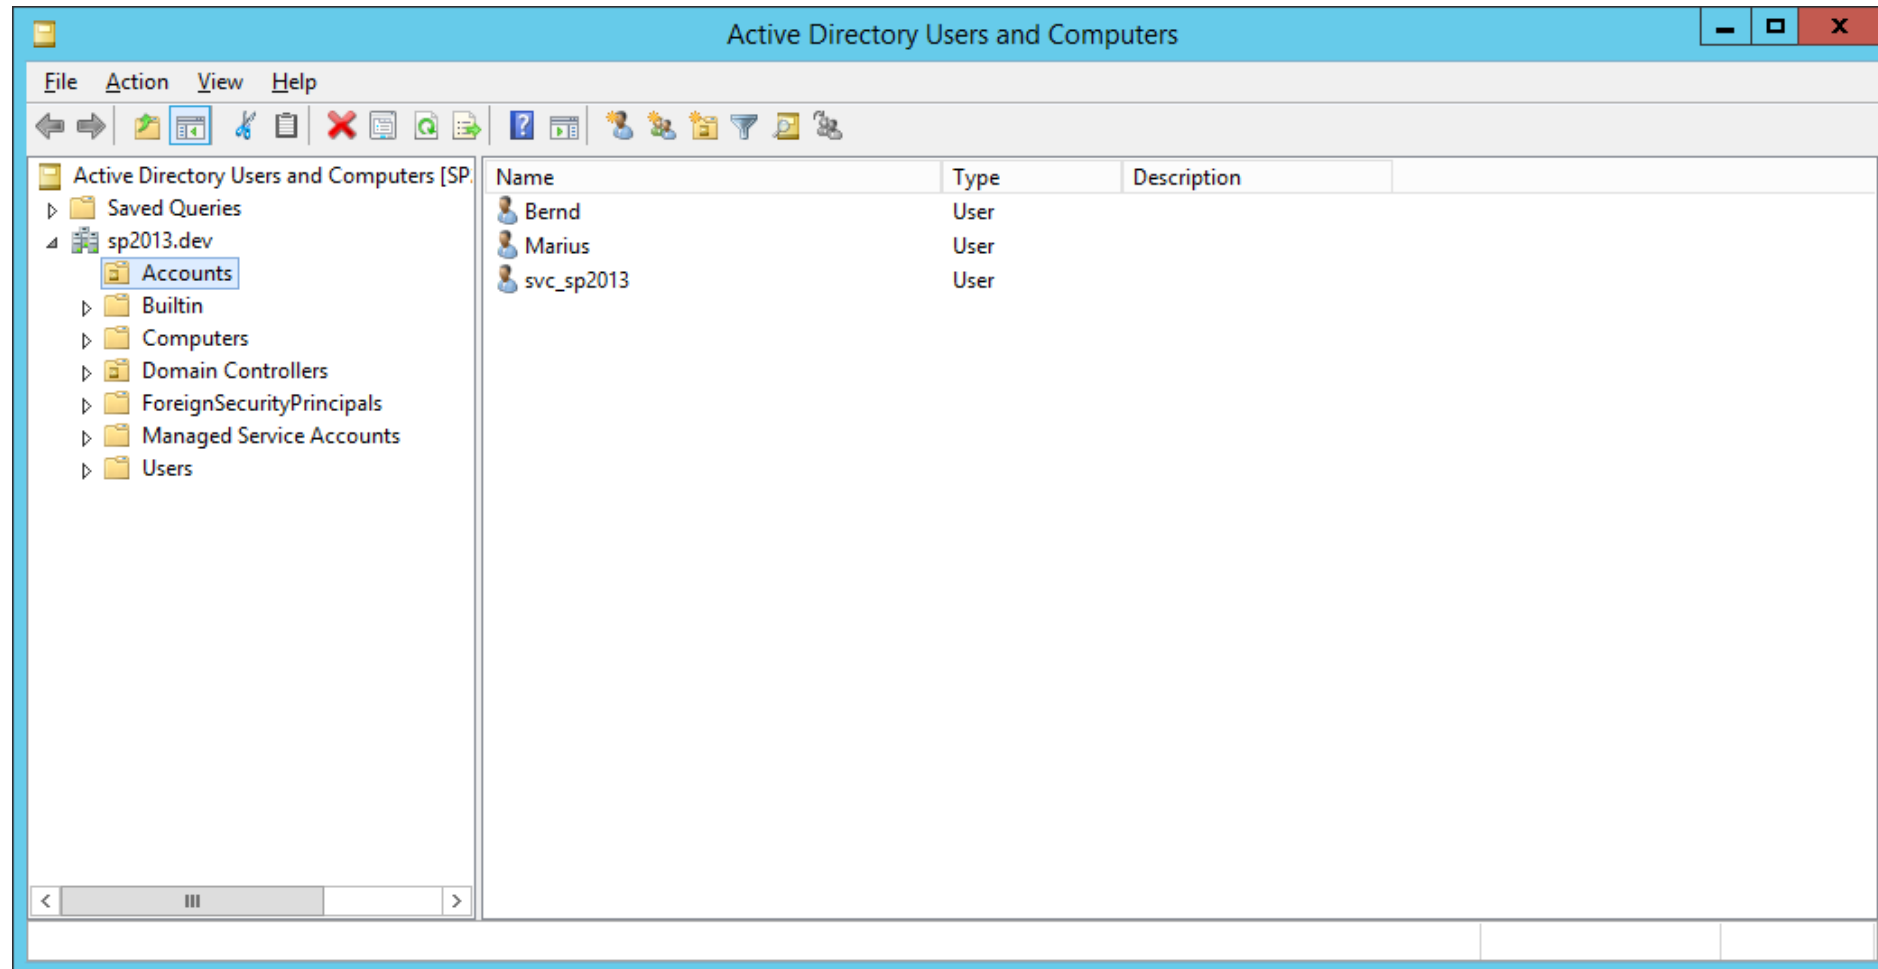 Active Directory Users and Computers
File Action View Help
Active Directory Users and Computers [SP.
Saved Queries
sp2013.dev
Accounts
Builtin
Computers
Domain Controllers
ForeignSecurityPrincipals
Managed Service Accounts
Users
Name Type Description
Bernd User
Marius User
svc_sp2013 User